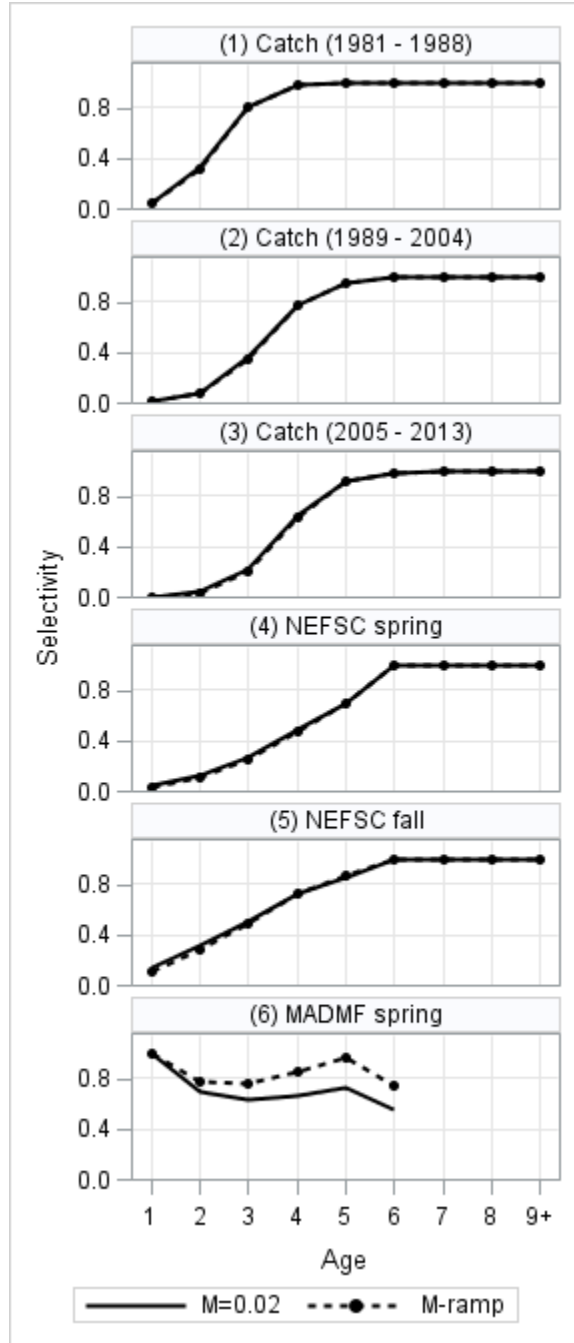 (1) Catch (1981 - 1988)
0.8
0.4
0.0
(2) Catch (1989 - 2004)
0.8
0.4
0.0
(3) Catch (2005 - 2013)
0.8
0.4
0.0
Selectivity
(4) NEFSC spring
0.8
0.4
0.0
(5) NEFSC fall
0.8
0.4
0.0
(6) MADMF spring
0.8
0.4
0.0
1 2 3 4 5 6 7 8 9+
Age
M=0.02 M-ramp